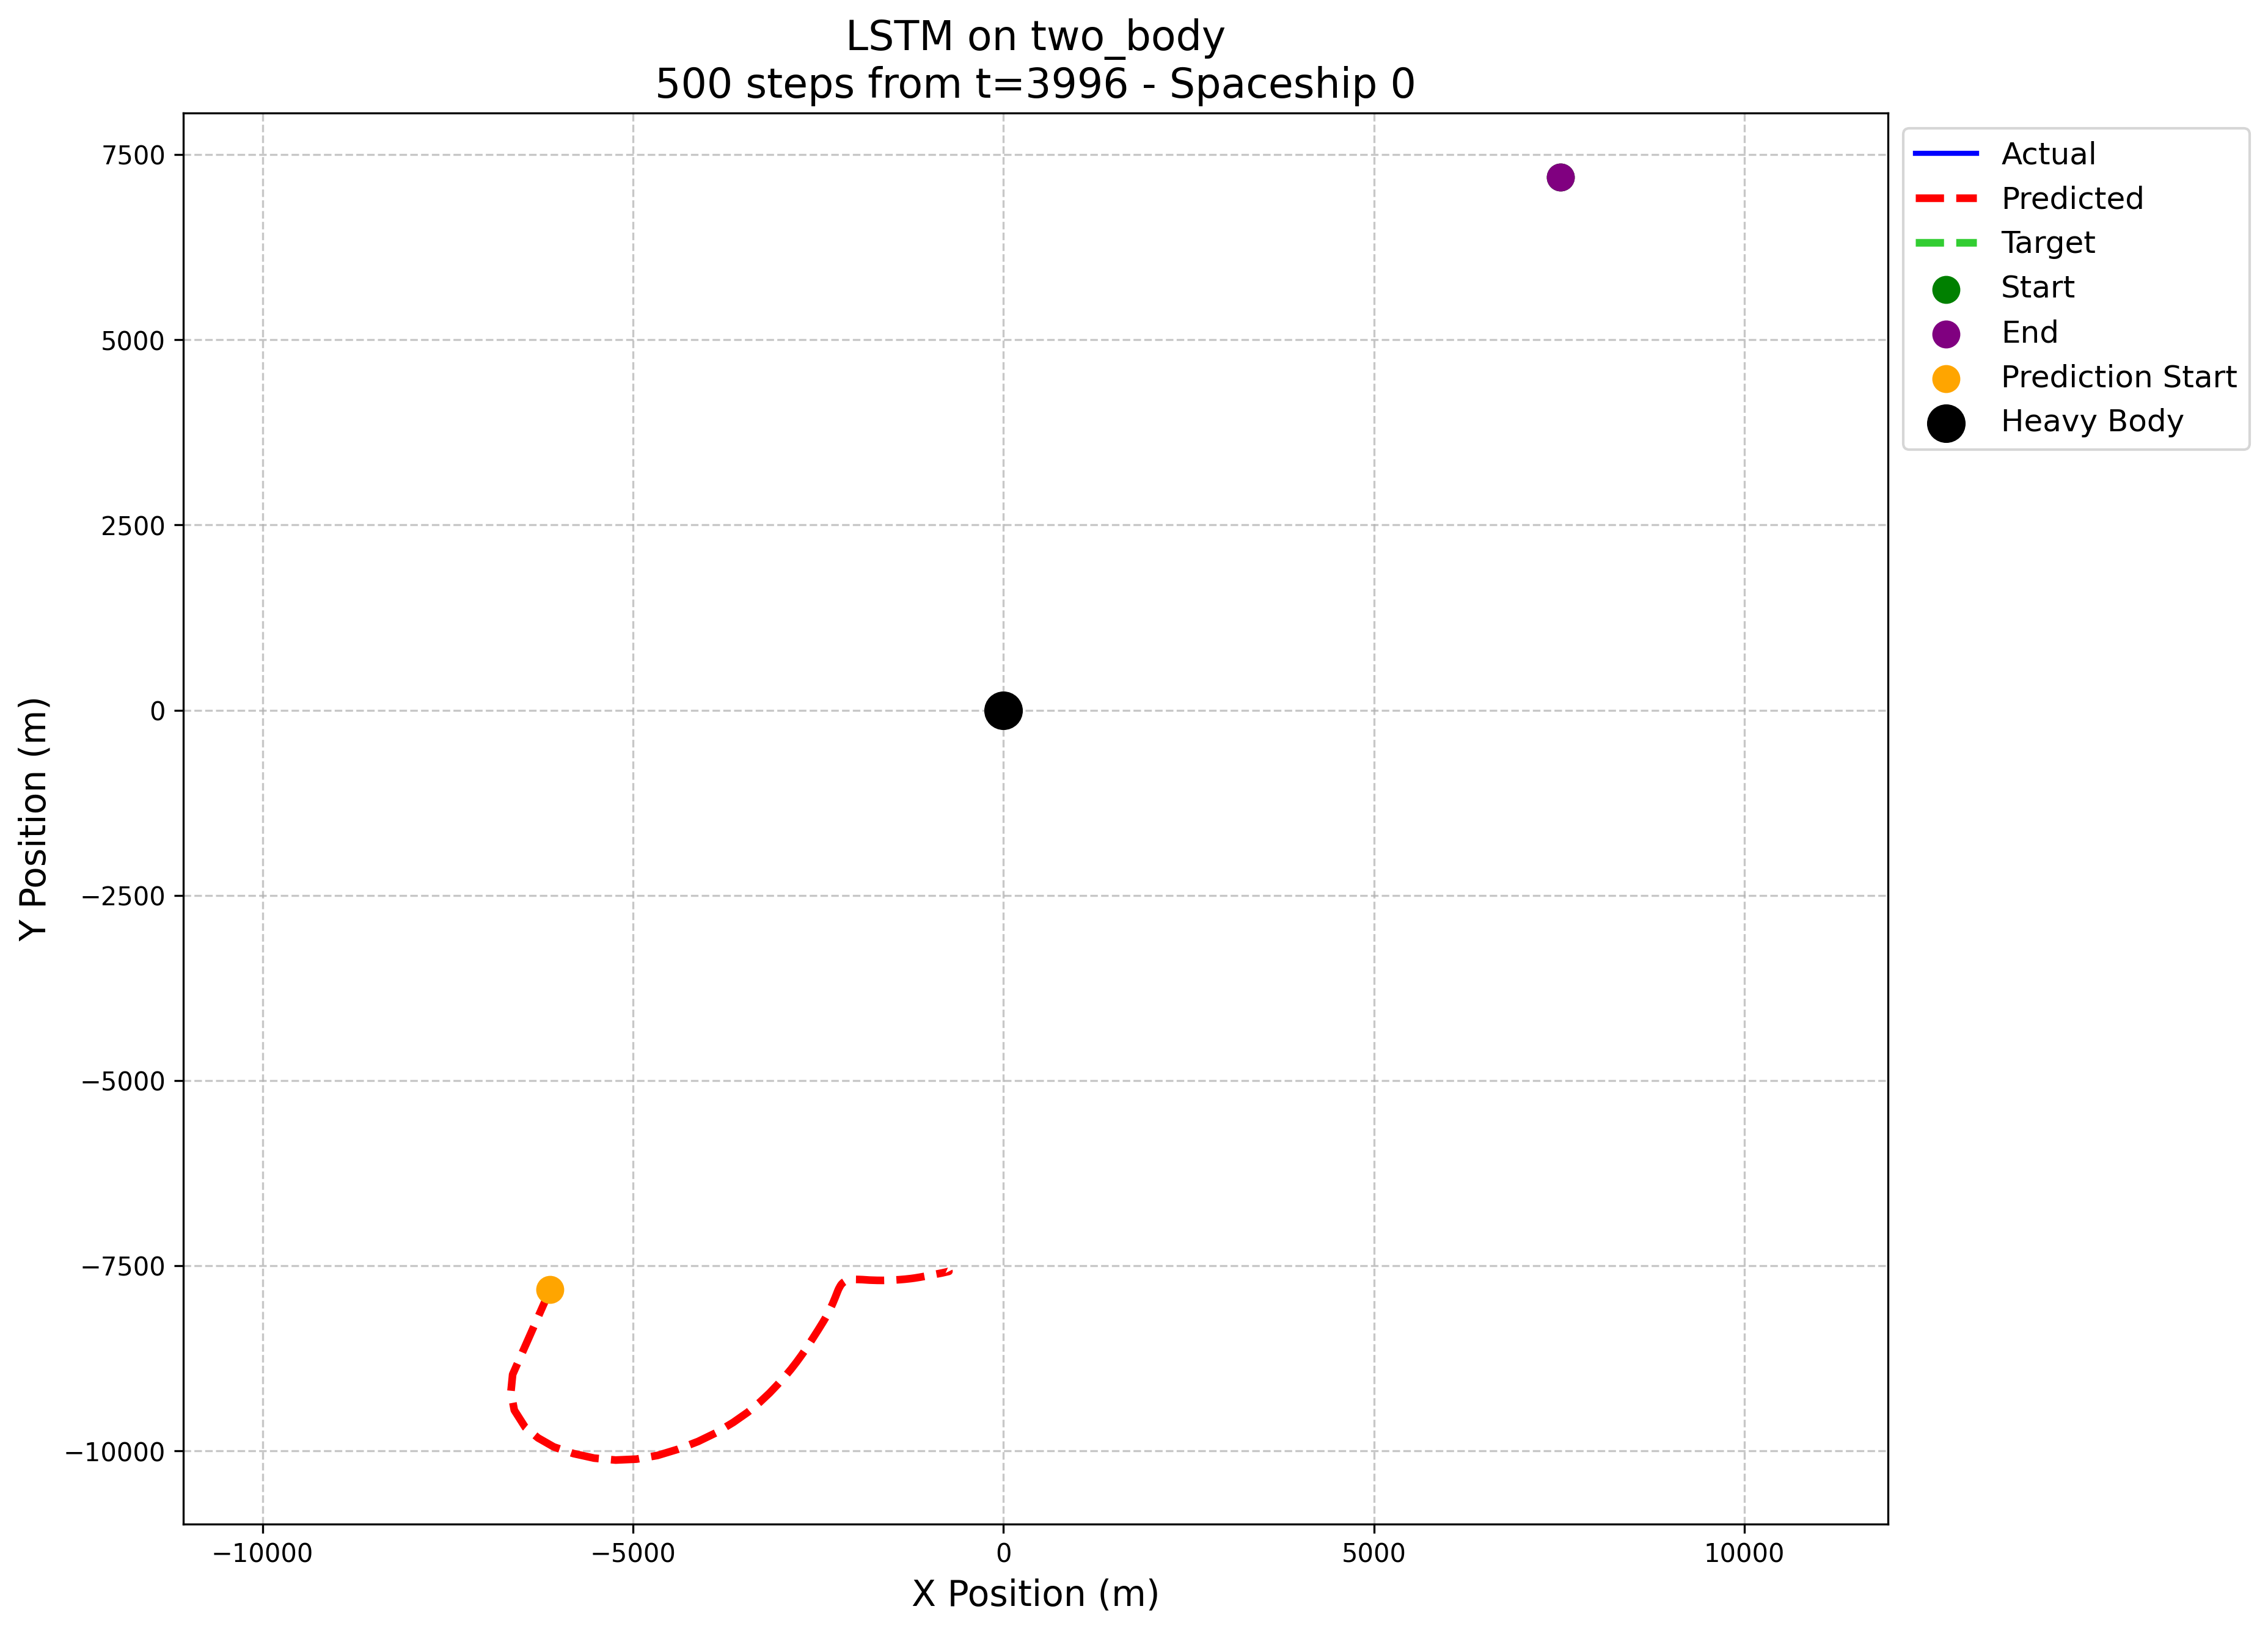 LSTM on two_body
500 steps from t=3996 - Spaceship 0
7500
5000
2500
0
−2500
−5000
−7500
−10000
Y Position (m)
−10000
−5000
0
5000
10000
X Position (m)
Actual
Predicted
Target
Start
End
Prediction Start
Heavy Body